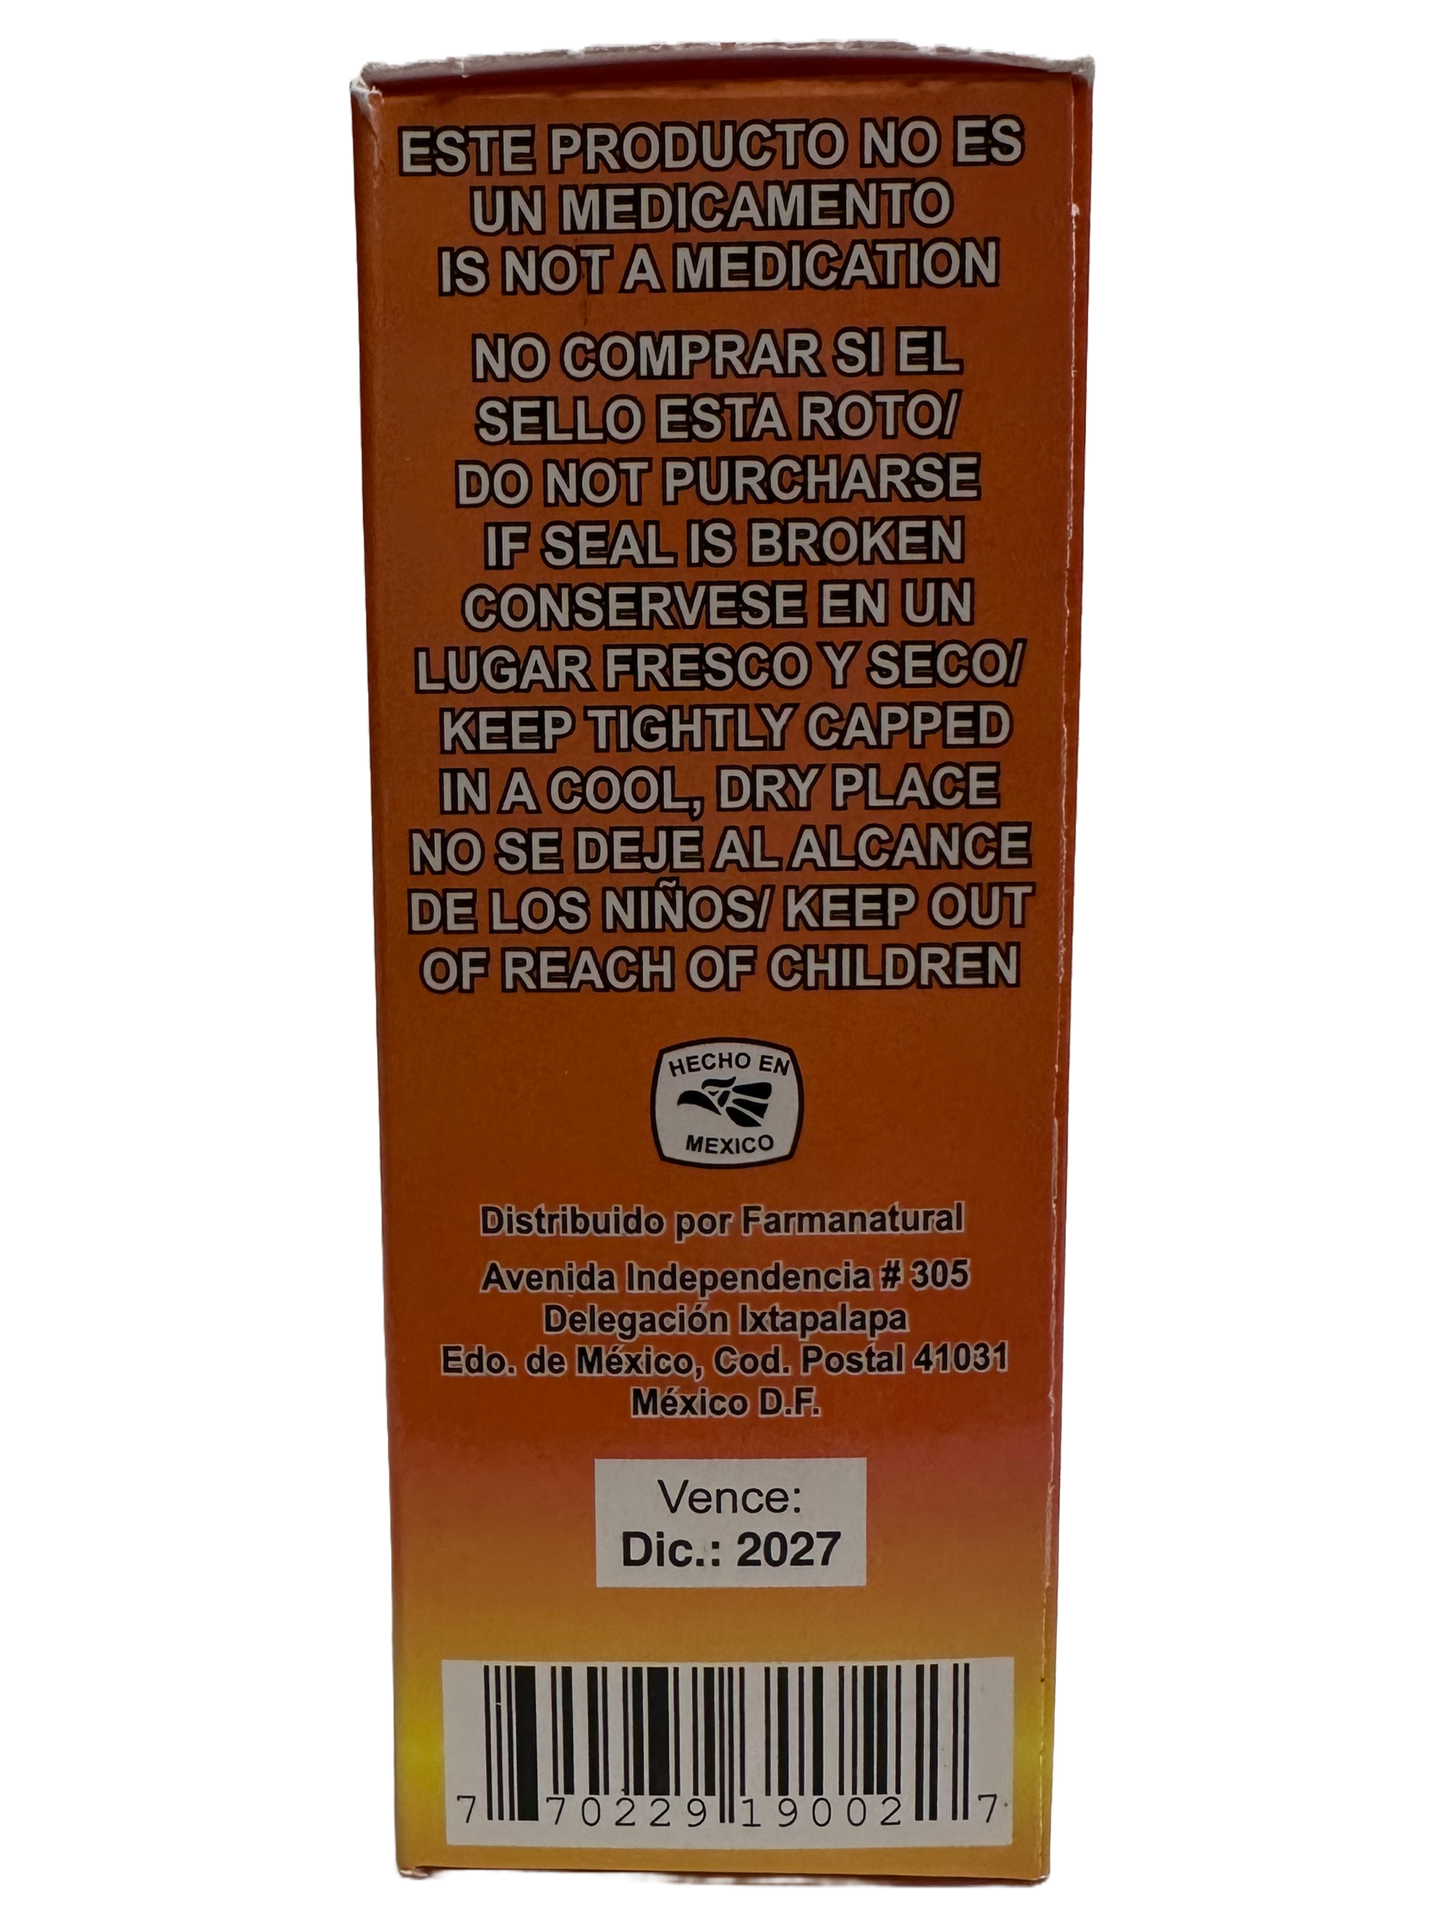 ESTE PRODUCTO NO ES
UN MEDICAMENTO
IS NOT A MEDICATION
NO COMPRAR SI EL
SELLO ESTA ROTO/
DO NOT PURCHARSE
IF SEAL IS BROKEN
CONSERVESE EN UN
LUGAR FRESCO Y SECO/
KEEP TIGHTLY CAPPED
IN A COOL, DRY PLACE
NO SE DEJE AL ALCANCE
DE LOS NIÑOS/ KEEP OUT
OF REACH OF CHILDREN
HECHO EN
MEXICO
Distribuido por Farmanatural
Avenida Independencia # 305
Delegación Ixtapalapa
Edo. de México, Cod. Postal 41031
México D.F.
Vence:
Dic.: 2027
7 70229 19002 7